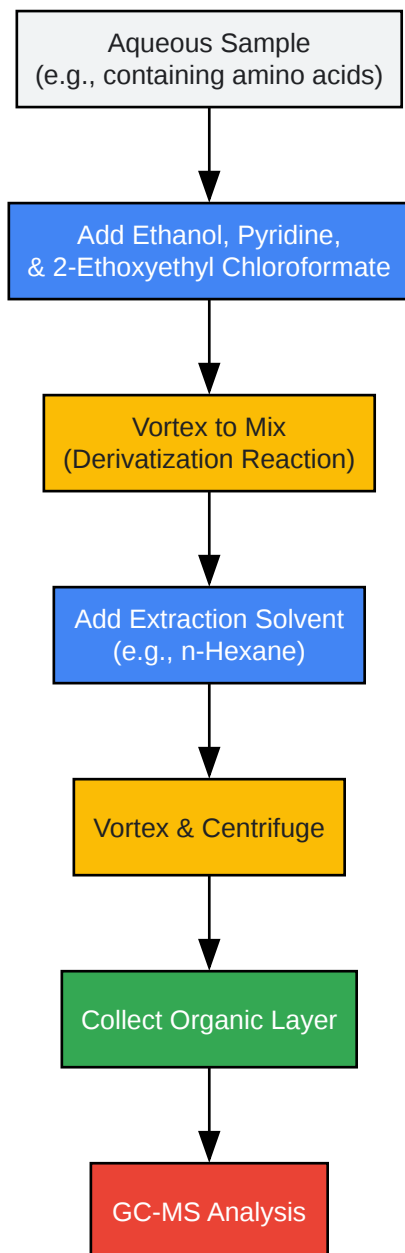 Aqueous Sample
(e.g., containing amino acids)
Add Ethanol, Pyridine,
& 2-Ethoxyethyl Chloroformate
Vortex to Mix
(Derivatization Reaction)
Add Extraction Solvent
(e.g., n-Hexane)
Vortex & Centrifuge
Collect Organic Layer
GC-MS Analysis